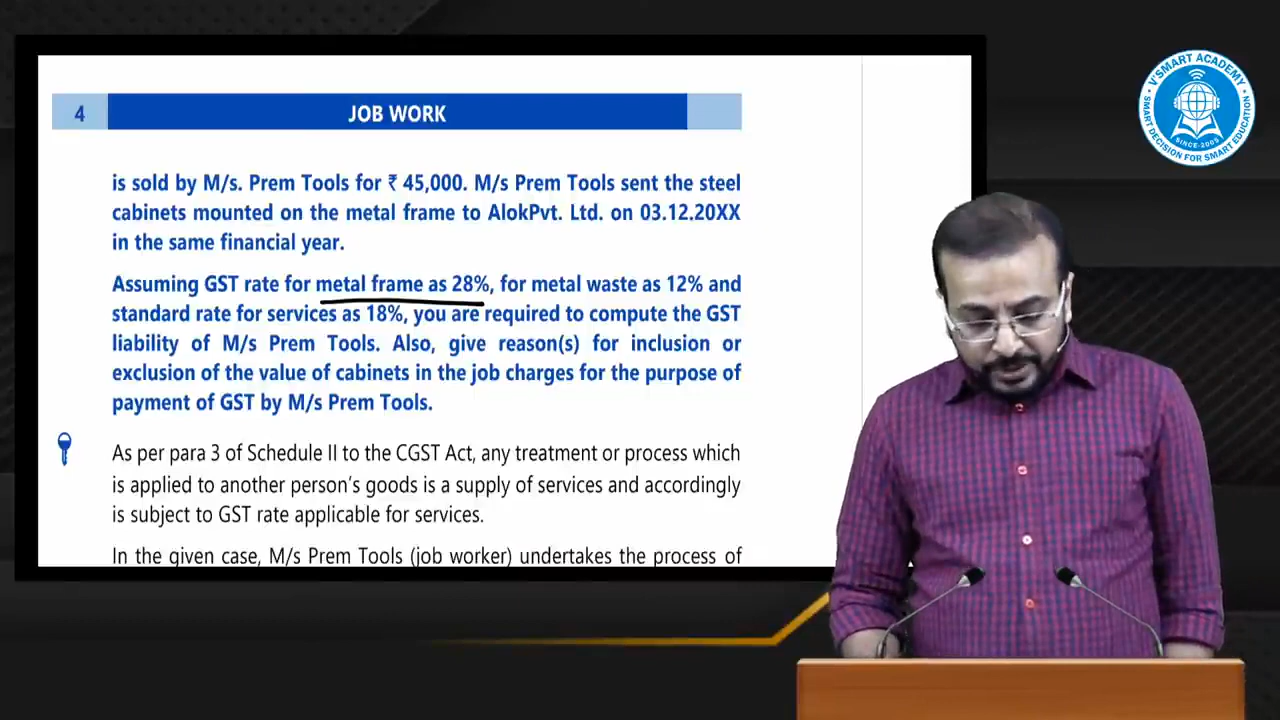 4
JOB WORK
is sold by M/s. Prem Tools for ₹ 45,000. M/s Prem Tools sent the steel
cabinets mounted on the metal frame to AlokPvt. Ltd. on 03.12.20XX
in the same financial year.
Assuming GST rate for metal frame as 28%, for metal waste as 12% and
standard rate for services as 18%, you are required to compute the GST
liability of M/s Prem Tools. Also, give reason(s) for inclusion or
exclusion of the value of cabinets in the job charges for the purpose of
payment of GST by M/s Prem Tools.
As per para 3 of Schedule II to the CGST Act, any treatment or process which
is applied to another person's goods is a supply of services and accordingly
is subject to GST rate applicable for services.
In the given case, M/s Prem Tools (job worker) undertakes the process of
V'SMART ACADEMY
SINCE-2005
SMART DECISION FOR SMART EDUCATION